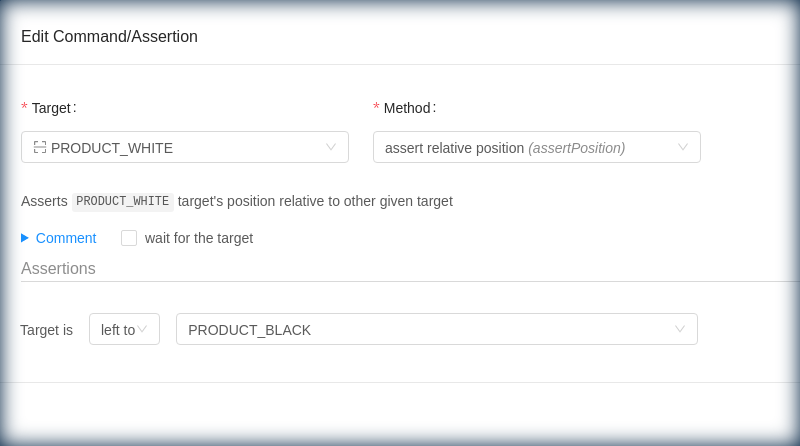 Edit Command/Assertion
* Target: * Method:
PRODUCT_WHITE assert relative position (assertPosition)
Asserts PRODUCT_WHITE target's position relative to other given target
Comment wait for the target
Assertions
Target is left to PRODUCT_BLACK